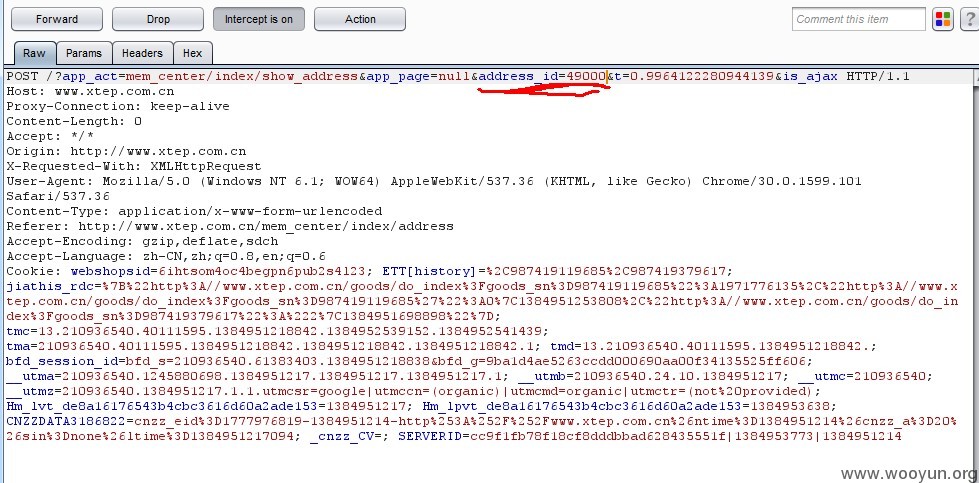 Forward Drop Intercept is on Action Comment this item ?
Raw Params Headers Hex
POST /?app_act=mem_center/index/show_address&app_page=null&address_id=49000&t=0.9964122280944139&is_ajax HTTP/1.1
Host: www.xtep.com.cn
Proxy-Connection: keep-alive
Content-Length: 0
Accept: */*
Origin: http://www.xtep.com.cn
X-Requested-With: XMLHttpRequest
User-Agent: Mozilla/5.0 (Windows NT 6.1; WOW64) AppleWebKit/537.36 (KHTML, like Gecko) Chrome/30.0.1599.101
Safari/537.36
Content-Type: application/x-www-form-urlencoded
Referer: http://www.xtep.com.cn/mem_center/index/address
Accept-Encoding: gzip,deflate,sdch
Accept-Language: zh-CN,zh;q=0.8,en;q=0.6
Cookie: webshopsid=6ihtsom4oc4begpn6pub2s4123; ETT[history]=%2C987419119685%2C987419379617;
jiathis_rdc=%7B%22http%3A//www.xtep.com.cn/goods/do_index%3Fgoods_sn%3D987419119685%22%3A1971776135%2C%22http%3A//www.x
tep.com.cn/goods/do_index%3Fgoods_sn%3D987419119685%27%22%3A0%7C1384951253808%2C%22http%3A//www.xtep.com.cn/goods/do_in
dex%3Fgoods_sn%3D987419379617%22%3A%222%7C1384951698898%22%7D;
tmc=13.210936540.40111595.1384951218842.1384952539152.1384952541439;
tma=210936540.40111595.1384951218842.1384951218842.1384951218842.1; tmd=13.210936540.40111595.1384951218842.;
bfd_session_id=bfd_s=210936540.61383403.1384951218838&bfd_g=9ba1d4ae5263ccdd000690aa00f34135525ff606;
__utma=210936540.1245880698.1384951217.1384951217.1384951217.1; __utmb=210936540.24.10.1384951217; __utmc=210936540;
__utmz=210936540.1384951217.1.1.utmcsr=google|utmccn=(organic)|utmcmd=organic|utmctr=(not%20provided);
Hm_lvt_de8a16176543b4cbc3616d60a2ade153=1384951217; Hm_lpvt_de8a16176543b4cbc3616d60a2ade153=1384953638;
CNZZDATA3186822=cnzz_eid%3D1777976819-1384951214-http%253A%252F%252Fwww.xtep.com.cn%26ntime%3D1384951214%26cnzz_a%3D20%
26sin%3Dnone%26ltime%3D1384951217094; _cnzz_CV=; SERVERID=cc9f1fb78f18cf8dddbbad628435551f|1384953773|1384951214
www.wooyun.org